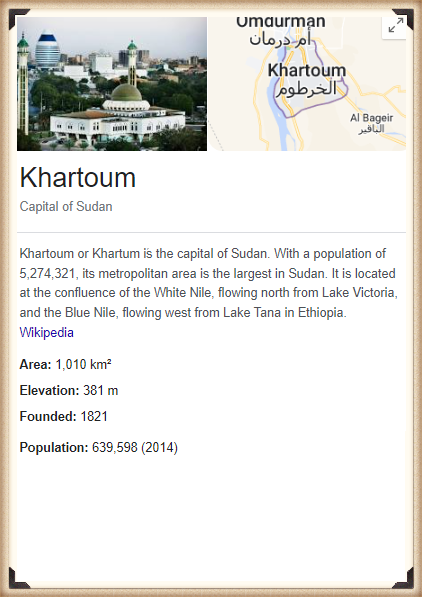 Omdurman
أم درمان
Khartoum
الخرطوم
Al Bageir
الباقير
Khartoum
Capital of Sudan
Khartoum or Khartum is the capital of Sudan. With a population of
5,274,321, its metropolitan area is the largest in Sudan. It is located
at the confluence of the White Nile, flowing north from Lake Victoria,
and the Blue Nile, flowing west from Lake Tana in Ethiopia.
Wikipedia
Area: 1,010 km²
Elevation: 381 m
Founded: 1821
Population: 639,598 (2014)